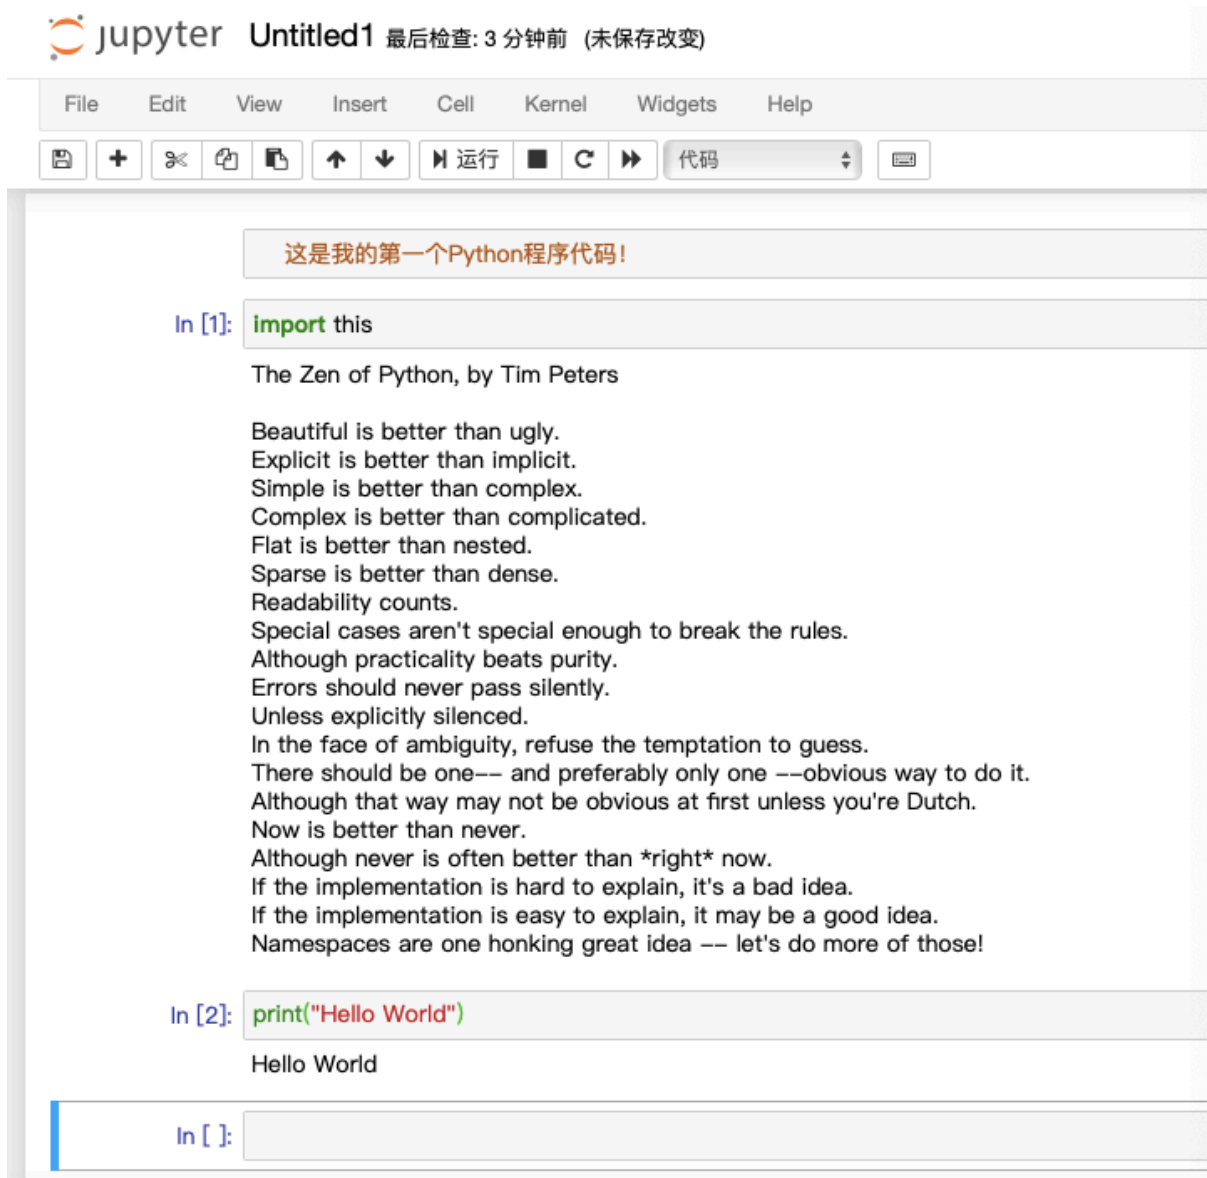 jupyter Untitled1 最后检查: 3 分钟前 (未保存改变)
File Edit View Insert Cell Kernel Widgets Help
运行 代码
这是我的第一个Python程序代码!
In [1]: import this
The Zen of Python, by Tim Peters
Beautiful is better than ugly.
Explicit is better than implicit.
Simple is better than complex.
Complex is better than complicated.
Flat is better than nested.
Sparse is better than dense.
Readability counts.
Special cases aren't special enough to break the rules.
Although practicality beats purity.
Errors should never pass silently.
Unless explicitly silenced.
In the face of ambiguity, refuse the temptation to guess.
There should be one-- and preferably only one --obvious way to do it.
Although that way may not be obvious at first unless you're Dutch.
Now is better than never.
Although never is often better than *right* now.
If the implementation is hard to explain, it's a bad idea.
If the implementation is easy to explain, it may be a good idea.
Namespaces are one honking great idea -- let's do more of those!
In [2]: print("Hello World")
Hello World
In [ ]: